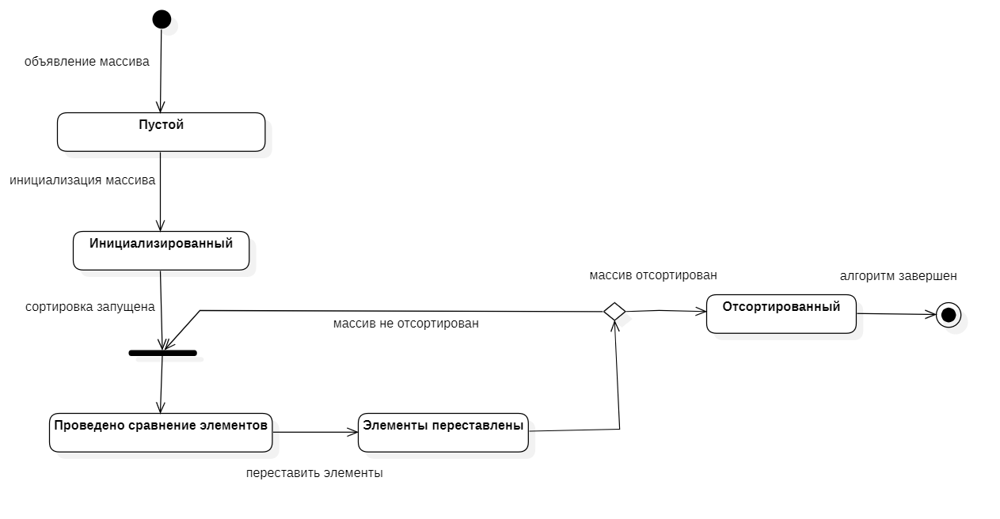 объявление массива
Пустой
инициализация массива
Инициализированный
сортировка запущена
массив не отсортирован
массив отсортирован
Отсортированный
алгоритм завершен
Проведено сравнение элементов
Элементы переставлены
переставить элементы